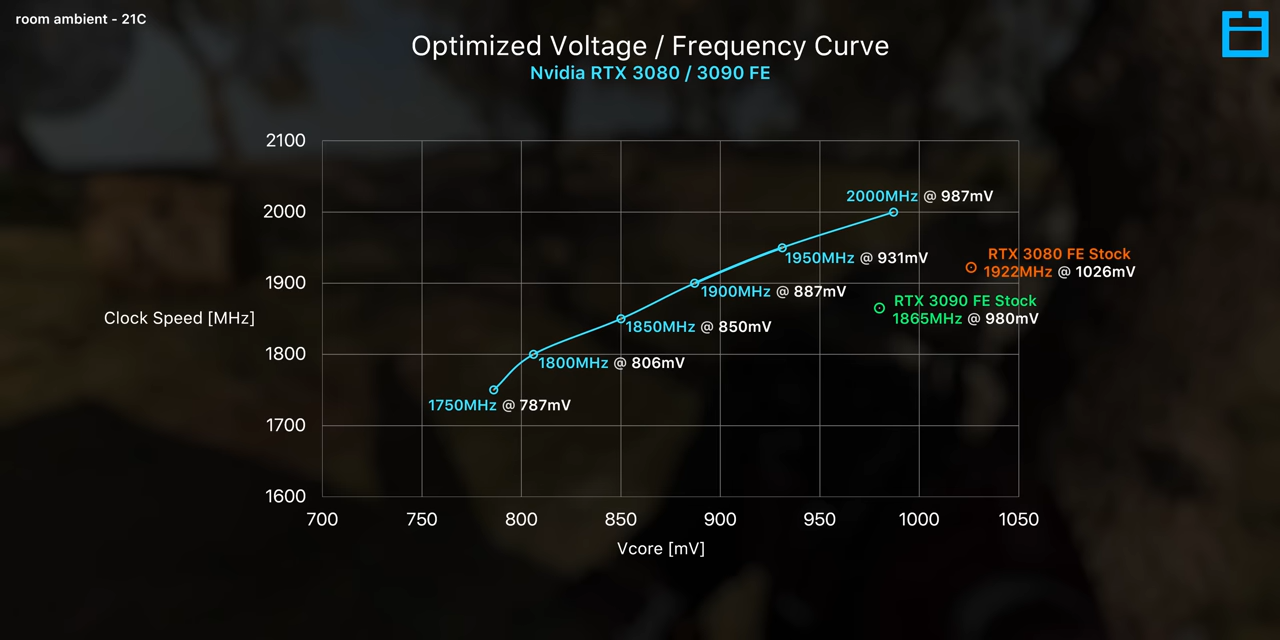 room ambient - 21C
Optimized Voltage / Frequency Curve
Nvidia RTX 3080 / 3090 FE
2100
2000
1900
1800
1700
1600
Clock Speed [MHz]
2000MHz @ 987mV
1950MHz @ 931mV
1900MHz @ 887mV
1850MHz @ 850mV
1800MHz @ 806mV
1750MHz @ 787mV
RTX 3080 FE Stock
1922MHz @ 1026mV
RTX 3090 FE Stock
1865MHz @ 980mV
700 750 800 850 900 950 1000 1050
Vcore [mV]